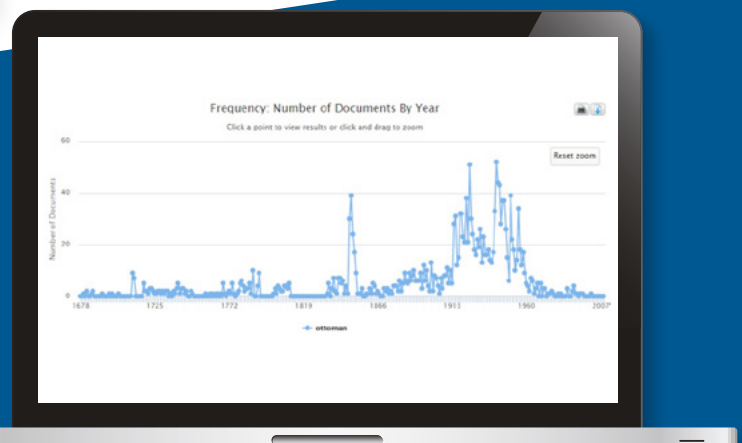 Frequency: Number of Documents By Year
Click a point to view results or click and drag to zoom
Reset zoom
Number of Documents
60
40
20
0
1678 1725 1772 1819 1866 1913 1960 2007
ottoman